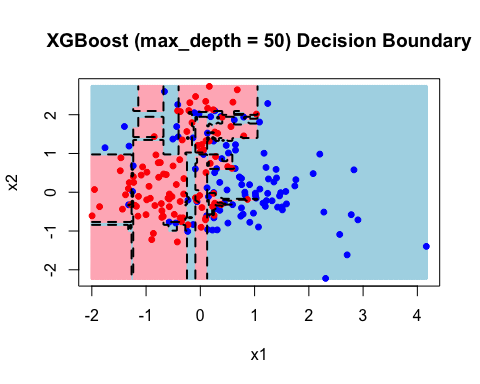 XGBoost (max_depth = 50) Decision Boundary
x2
2
1
0
-1
-2
-2 -1 0 1 2 3 4
x1